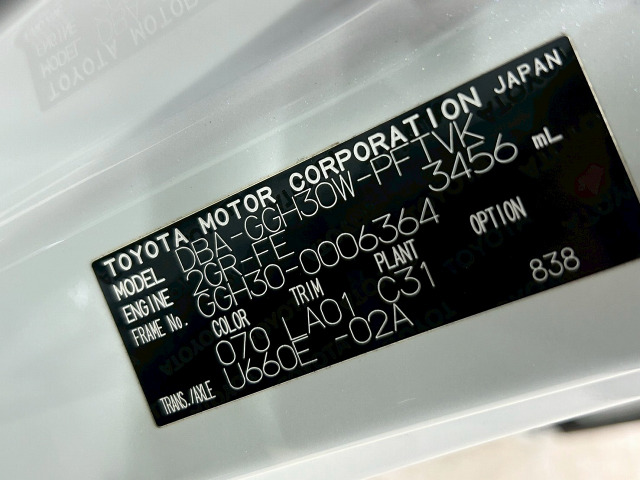 TOYOTA MOTOR CORPORATION JAPAN
MODEL DBA-GGH30W-PFTVK
ENGINE 2GR-FE 3456 mL
FRAME No. GGH30-0006364
COLOR TRIM PLANT OPTION
070 LA01 C31 838
TRANS./AXLE U660E -02A